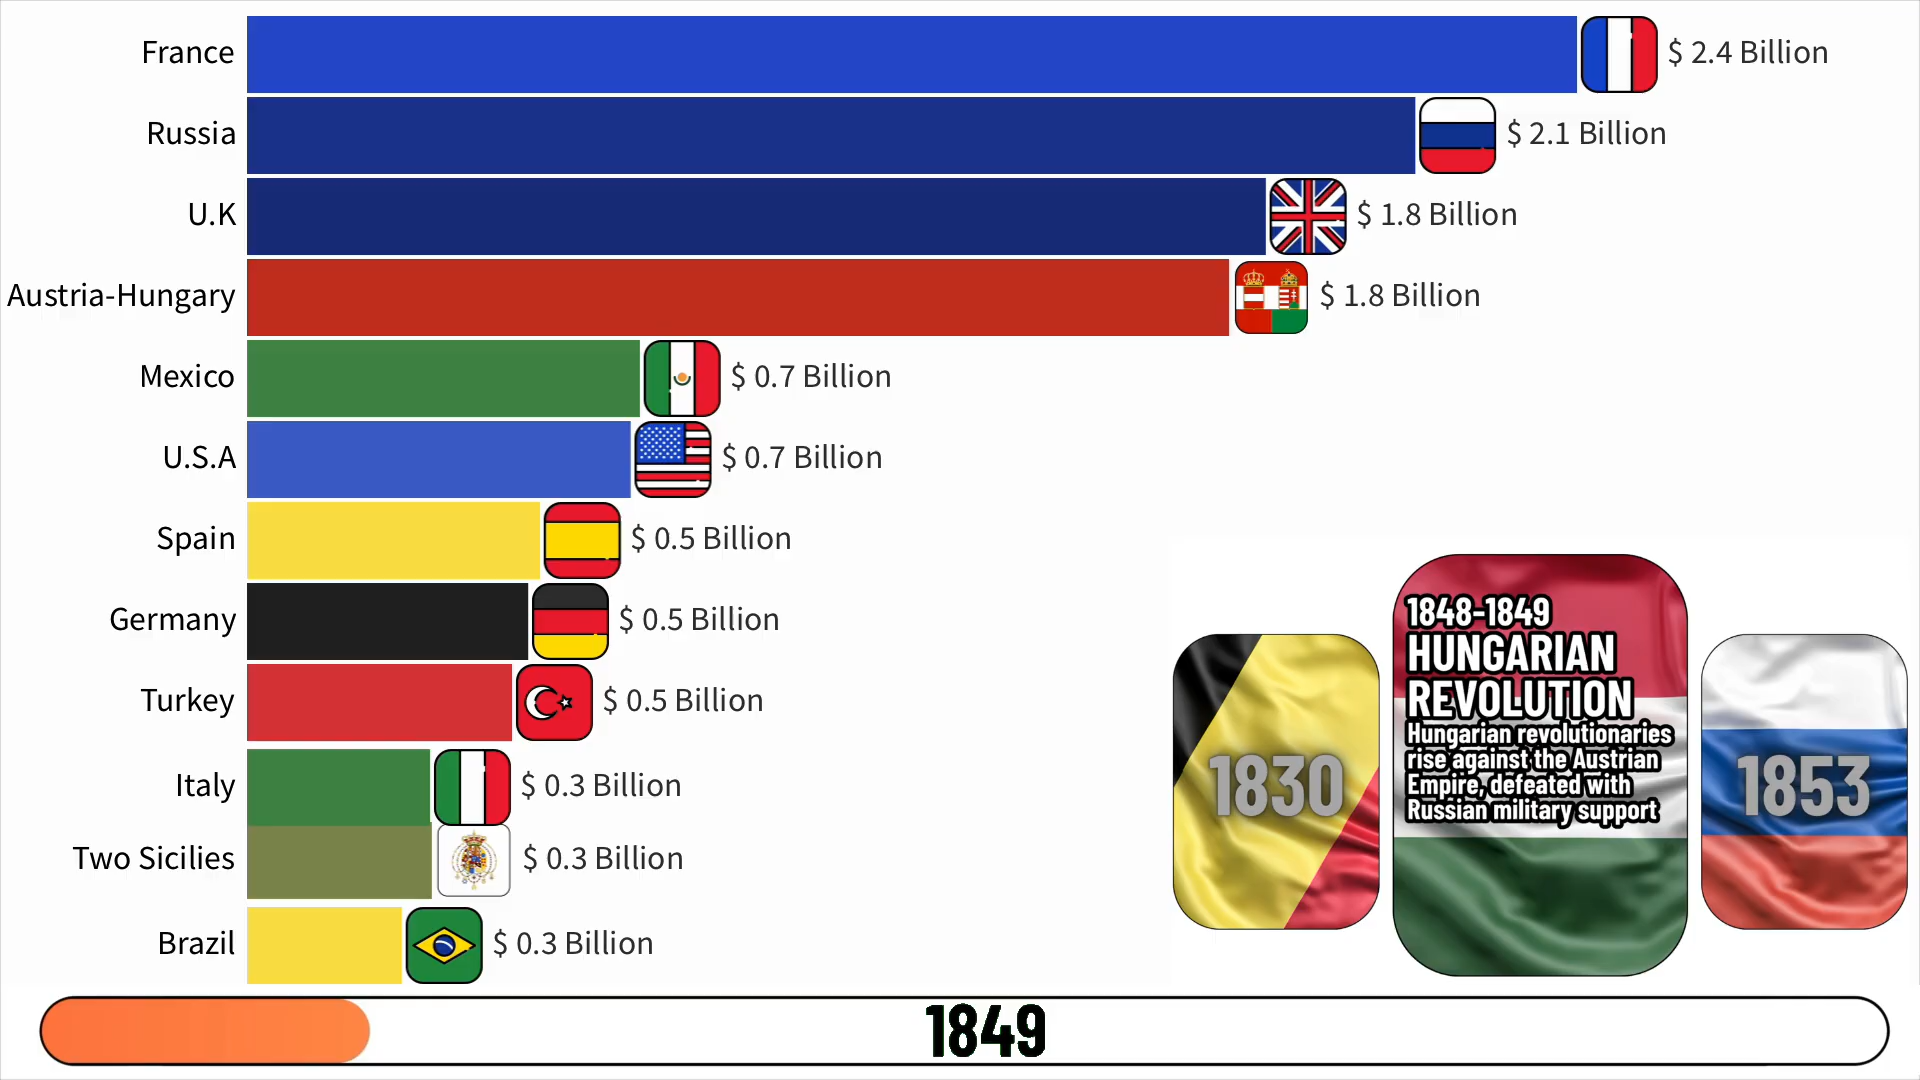 France
$ 2.4 Billion
Russia
$ 2.1 Billion
U.K
$ 1.8 Billion
Austria-Hungary
$ 1.8 Billion
Mexico
$ 0.7 Billion
U.S.A
$ 0.7 Billion
Spain
$ 0.5 Billion
Germany
$ 0.5 Billion
Turkey
$ 0.5 Billion
Italy
$ 0.3 Billion
Two Sicilies
$ 0.3 Billion
Brazil
$ 0.3 Billion
1830
1848-1849
HUNGARIAN
REVOLUTION
Hungarian revolutionaries
rise against the Austrian
Empire, defeated with
Russian military support
1853
1849